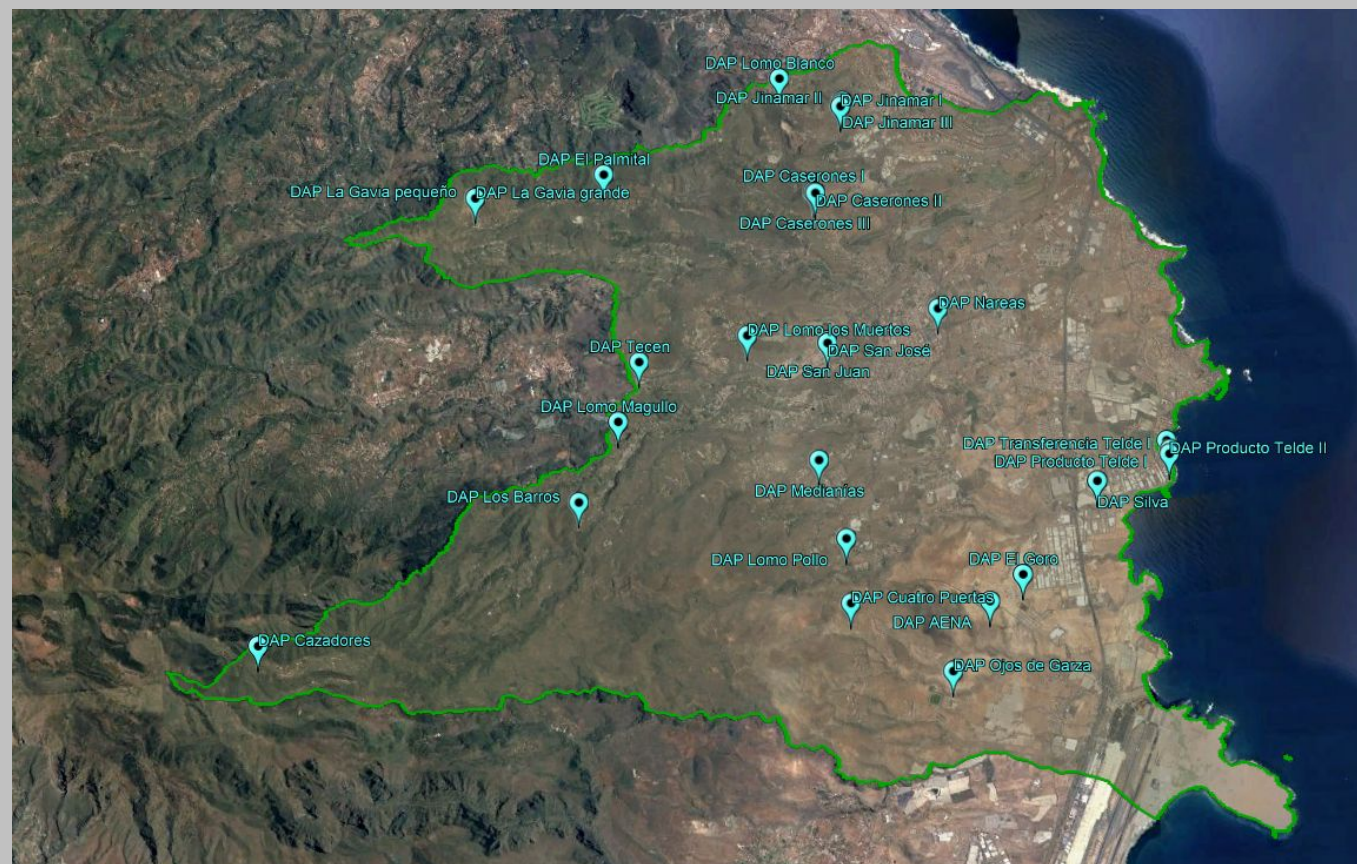 DAP Lomo Blanco
DAP Jinamar II
DAP Jinamar I
DAP Jinamar III
DAP El Palmital
DAP La Gavia pequeño
DAP La Gavia grande
DAP Caserones I
DAP Caserones II
DAP Caserones III
DAP Nareas
DAP Lomo los Muertos
DAP San José
DAP San Juan
DAP Tecen
DAP Lomo Magullo
DAP Transferencia Telde I
DAP Producto Telde II
DAP Producto Telde I
DAP Silva
DAP Medianías
DAP Los Barros
DAP Lomo Pollo
DAP El Goro
DAP Cuatro Puertas
DAP AENA
DAP Cazadores
DAP Ojos de Garza